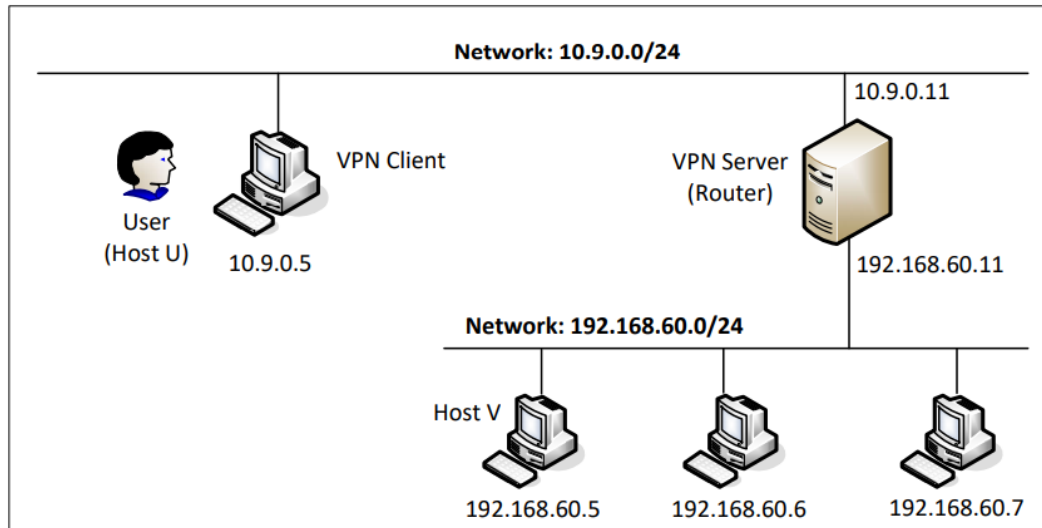 Network: 10.9.0.0/24
10.9.0.11
VPN Client
VPN Server
(Router)
User
(Host U)
10.9.0.5
192.168.60.11
Network: 192.168.60.0/24
Host V
192.168.60.5
192.168.60.6
192.168.60.7